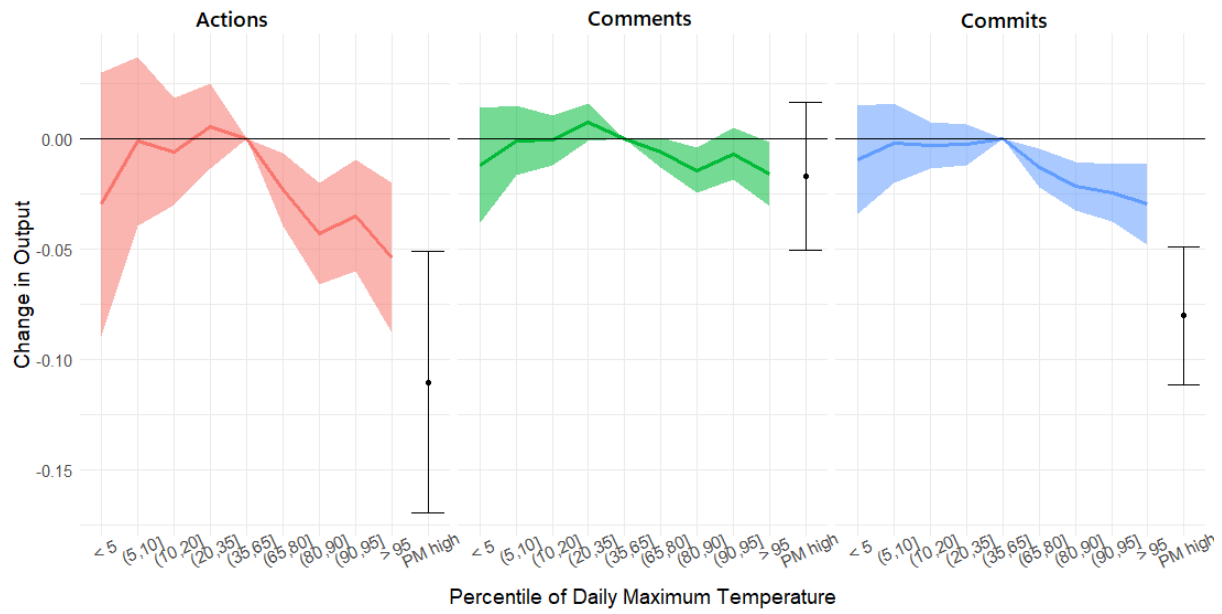 Actions Comments Commits
Change in Output
0.00
-0.05
-0.10
-0.15
< 5 (5,10] (10,20] (20,35] (35,65] (65,80] (80,90] (90,95] > 95 PM high < 5 (5,10] (10,20] (20,35] (35,65] (65,80] (80,90] (90,95] > 95 PM high < 5 (5,10] (10,20] (20,35] (35,65] (65,80] (80,90] (90,95] > 95 PM high
Percentile of Daily Maximum Temperature